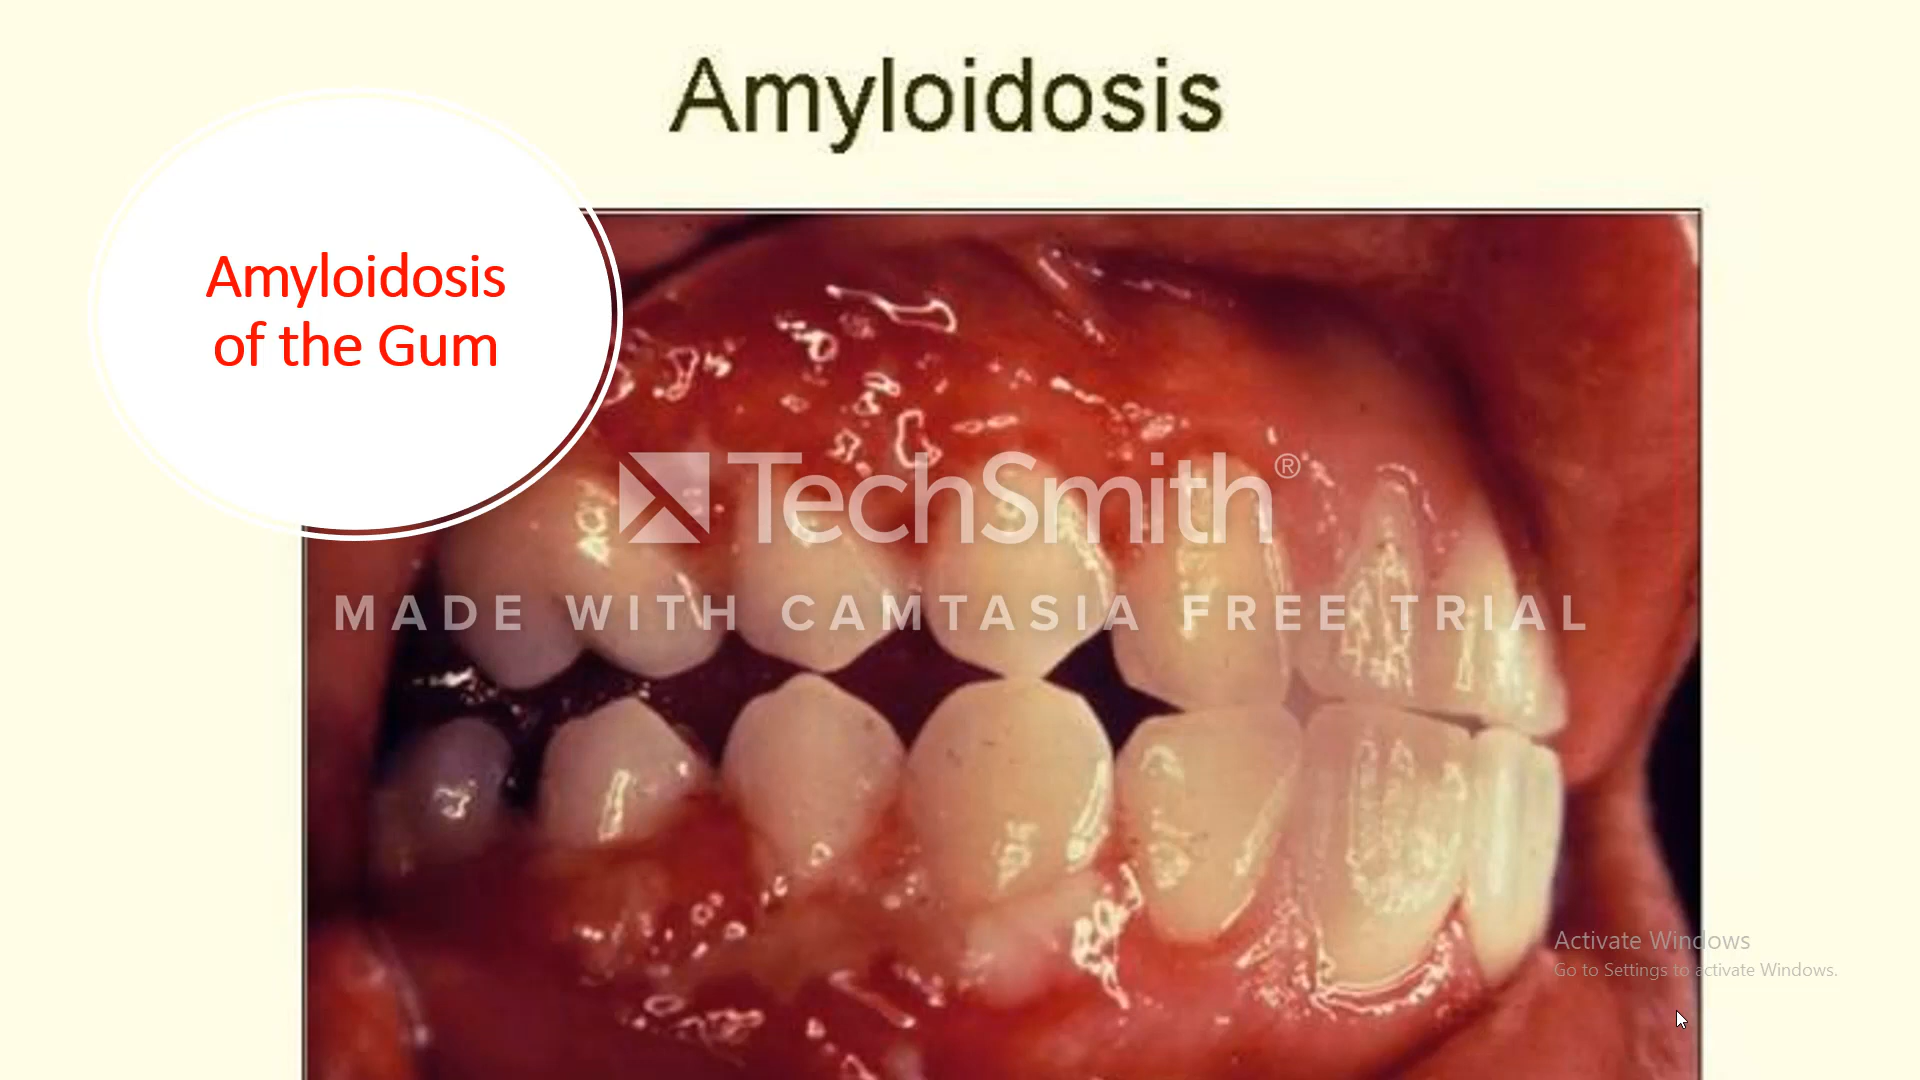 Amyloidosis
Amyloidosis
of the Gum
TechSmith®
MADE WITH CAMTASIA FREE TRIAL
Activate Windows
Go to Settings to activate Windows.